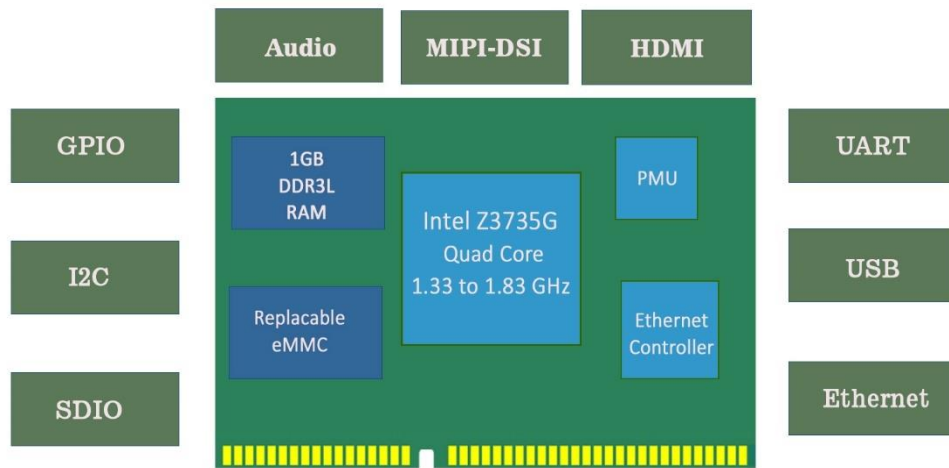 Audio
MIPI-DSI
HDMI
GPIO
I2C
SDIO
1GB
DDR3L
RAM
Replacable
eMMC
Intel Z3735G
Quad Core
1.33 to 1.83 GHz
PMU
Ethernet
Controller
UART
USB
Ethernet